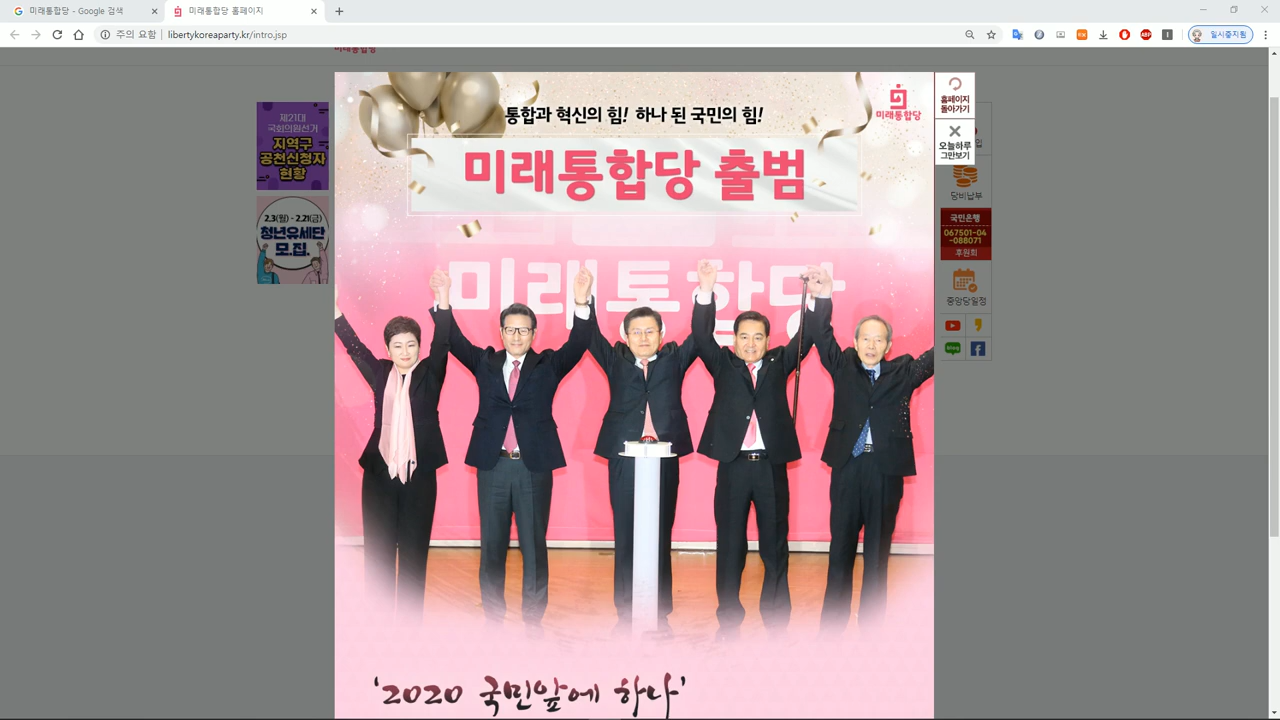 미래통합당 - Google 검색
미래통합당 홈페이지
주의 요함
libertykoreaparty.kr/intro.jsp
일시중지됨
미래통합당
제21대
국회의원선거
지역구
공천신청자
현황
2.3(월) - 2.21(금)
청년유세단
모.집.
통합과 혁신의 힘! 하나 된 국민의 힘!
미래통합당
미래통합당 출범
미래통합당
'2020 국민앞에 하나'
홈페이지
돌아가기
오늘하루
그만보기
당비납부
국민은행
067501-04
-088071
후원회
중앙당일정
blog